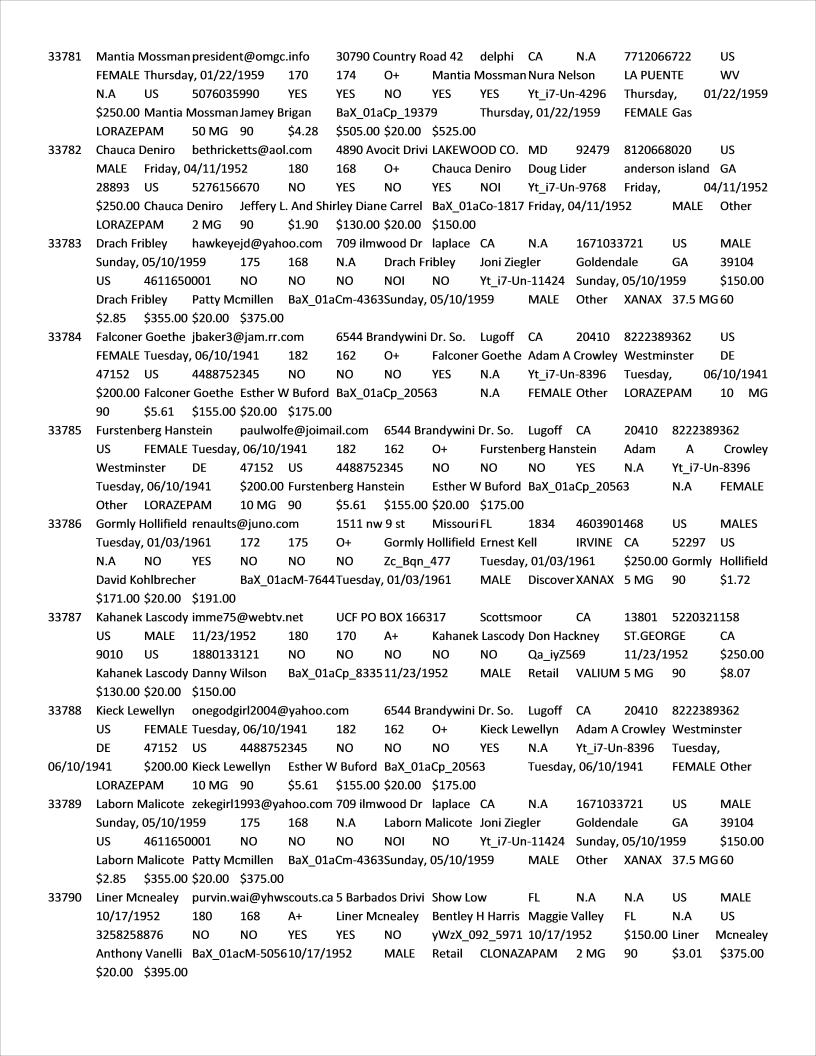 33781 Mantia Mossman president@omgc.info 30790 Country Road 42 delphi CA N.A 7712066722 US
FEMALE Thursday, 01/22/1959 170 174 O+ Mantia Mossman Nura Nelson LA PUENTE WV
N.A US 5076035990 YES YES NO YES YES Yt_i7-Un-4296 Thursday, 01/22/1959
$250.00 Mantia Mossman Jamey Brigan BaX_01aCp_19379 Thursday, 01/22/1959 FEMALE Gas
LORAZEPAM 50 MG 90 $4.28 $505.00 $20.00 $525.00
33782 Chauca Deniro bethricketts@aol.com 4890 Avocit Drivi LAKEWOOD CO. MD 92479 8120668020 US
MALE Friday, 04/11/1952 180 168 O+ Chauca Deniro Doug Lider anderson island GA
28893 US 5276156670 NO YES NO YES NOI Yt_i7-Un-9768 Friday, 04/11/1952
$250.00 Chauca Deniro Jeffery L. And Shirley Diane Carrel BaX_01aCo-1817 Friday, 04/11/1952 MALE Other
LORAZEPAM 2 MG 90 $1.90 $130.00 $20.00 $150.00
33783 Drach Fribley hawkeyejd@yahoo.com 709 ilmwood Dr laplace CA N.A 1671033721 US MALE
Sunday, 05/10/1959 175 168 N.A Drach Fribley Joni Ziegler Goldendale GA 39104
US 4611650001 NO NO NO NOI NO Yt_i7-Un-11424 Sunday, 05/10/1959 $150.00
Drach Fribley Patty Mcmillen BaX_01aCm-4363Sunday, 05/10/1959 MALE Other XANAX 37.5 MG 60
$2.85 $355.00 $20.00 $375.00
33784 Falconer Goethe jbaker3@jam.rr.com 6544 Brandywini Dr. So. Lugoff CA 20410 8222389362 US
FEMALE Tuesday, 06/10/1941 182 162 O+ Falconer Goethe Adam A Crowley Westminster DE
47152 US 4488752345 NO NO NO YES N.A Yt_i7-Un-8396 Tuesday, 06/10/1941
$200.00 Falconer Goethe Esther W Buford BaX_01aCp_20563 N.A FEMALE Other LORAZEPAM 10 MG
90 $5.61 $155.00 $20.00 $175.00
33785 Furstenberg Hanstein paulwolfe@joimail.com 6544 Brandywini Dr. So. Lugoff CA 20410 8222389362
US FEMALE Tuesday, 06/10/1941 182 162 O+ Furstenberg Hanstein Adam A Crowley
Westminster DE 47152 US 4488752345 NO NO NO YES N.A Yt_i7-Un-8396
Tuesday, 06/10/1941 $200.00 Furstenberg Hanstein Esther W Buford BaX_01aCp_20563 N.A FEMALE
Other LORAZEPAM 10 MG 90 $5.61 $155.00 $20.00 $175.00
33786 Gormly Hollifield renaults@juno.com 1511 nw 9 st Missouri FL 1834 4603901468 US MALES
Tuesday, 01/03/1961 172 175 O+ Gormly Hollifield Ernest Kell IRVINE CA 52297 US
N.A NO YES NO NO NO Zc_Bqn_477 Tuesday, 01/03/1961 $250.00 Gormly Hollifield
David Kohlbrecher BaX_01acM-7644Tuesday, 01/03/1961 MALE Discover XANAX 5 MG 90 $1.72
$171.00 $20.00 $191.00
33787 Kahanek Lascody imme75@webtv.net UCF PO BOX 166317 Scottsmoor CA 13801 5220321158
US MALE 11/23/1952 180 170 A+ Kahanek Lascody Don Hackney ST.GEORGE CA
9010 US 1880133121 NO NO NO NO NO Qa_iyZ569 11/23/1952 $250.00
Kahanek Lascody Danny Wilson BaX_01aCp_8335 11/23/1952 MALE Retail VALIUM 5 MG 90 $8.07
$130.00 $20.00 $150.00
33788 Kieck Lewellyn onegodgirl2004@yahoo.com 6544 Brandywini Dr. So. Lugoff CA 20410 8222389362
US FEMALE Tuesday, 06/10/1941 182 162 O+ Kieck Lewellyn Adam A Crowley Westminster
DE 47152 US 4488752345 NO NO NO YES N.A Yt_i7-Un-8396 Tuesday,
06/10/1941 $200.00 Kieck Lewellyn Esther W Buford BaX_01aCp_20563 Tuesday, 06/10/1941 FEMALE Other
LORAZEPAM 10 MG 90 $5.61 $155.00 $20.00 $175.00
33789 Laborn Malicote zekegirl1993@yahoo.com 709 ilmwood Dr laplace CA N.A 1671033721 US MALE
Sunday, 05/10/1959 175 168 N.A Laborn Malicote Joni Ziegler Goldendale GA 39104
US 4611650001 NO NO NO NOI NO Yt_i7-Un-11424 Sunday, 05/10/1959 $150.00
Laborn Malicote Patty Mcmillen BaX_01aCm-4363Sunday, 05/10/1959 MALE Other XANAX 37.5 MG 60
$2.85 $355.00 $20.00 $375.00
33790 Liner Mcnealey purvin.wai@yhwscouts.ca 5 Barbados Drivi Show Low FL N.A N.A US MALE
10/17/1952 180 168 A+ Liner Mcnealey Bentley H Harris Maggie Valley FL N.A US
3258258876 NO NO YES YES NO yWzX_092_5971 10/17/1952 $150.00 Liner Mcnealey
Anthony Vanelli BaX_01acM-505610/17/1952 MALE Retail CLONAZAPAM 2 MG 90 $3.01 $375.00
$20.00 $395.00